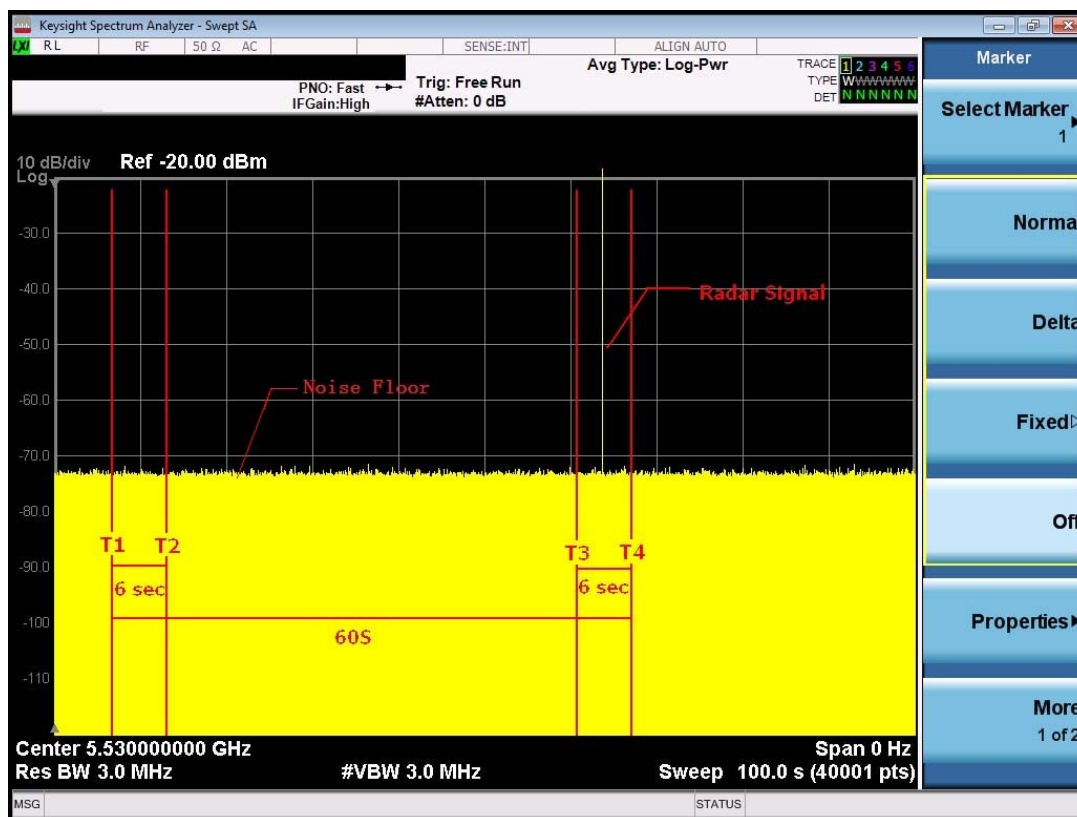 Keysight Spectrum Analyzer - Swept SA
LXI RL RF 50 Ω AC SENSE:INT ALIGN AUTO
Avg Type: Log-Pwr
TRACE 1 2 3 4 5 6
PNO: Fast Trig: Free Run
TYPE WWWWWW
IFGain:High #Atten: 0 dB
DET N N N N N N
10 dB/div Ref -20.00 dBm
Log
-30.0
-40.0
Radar Signal
-50.0
Noise Floor
-60.0
-70.0
-80.0
T1 T2 T3 T4
-90.0
6 sec 6 sec
-100
60S
-110
Center 5.530000000 GHz Span 0 Hz
Res BW 3.0 MHz #VBW 3.0 MHz Sweep 100.0 s (40001 pts)
MSG STATUS
Marker
Select Marker
1
Norma
Delta
Fixed
Off
Properties
More
1 of 2